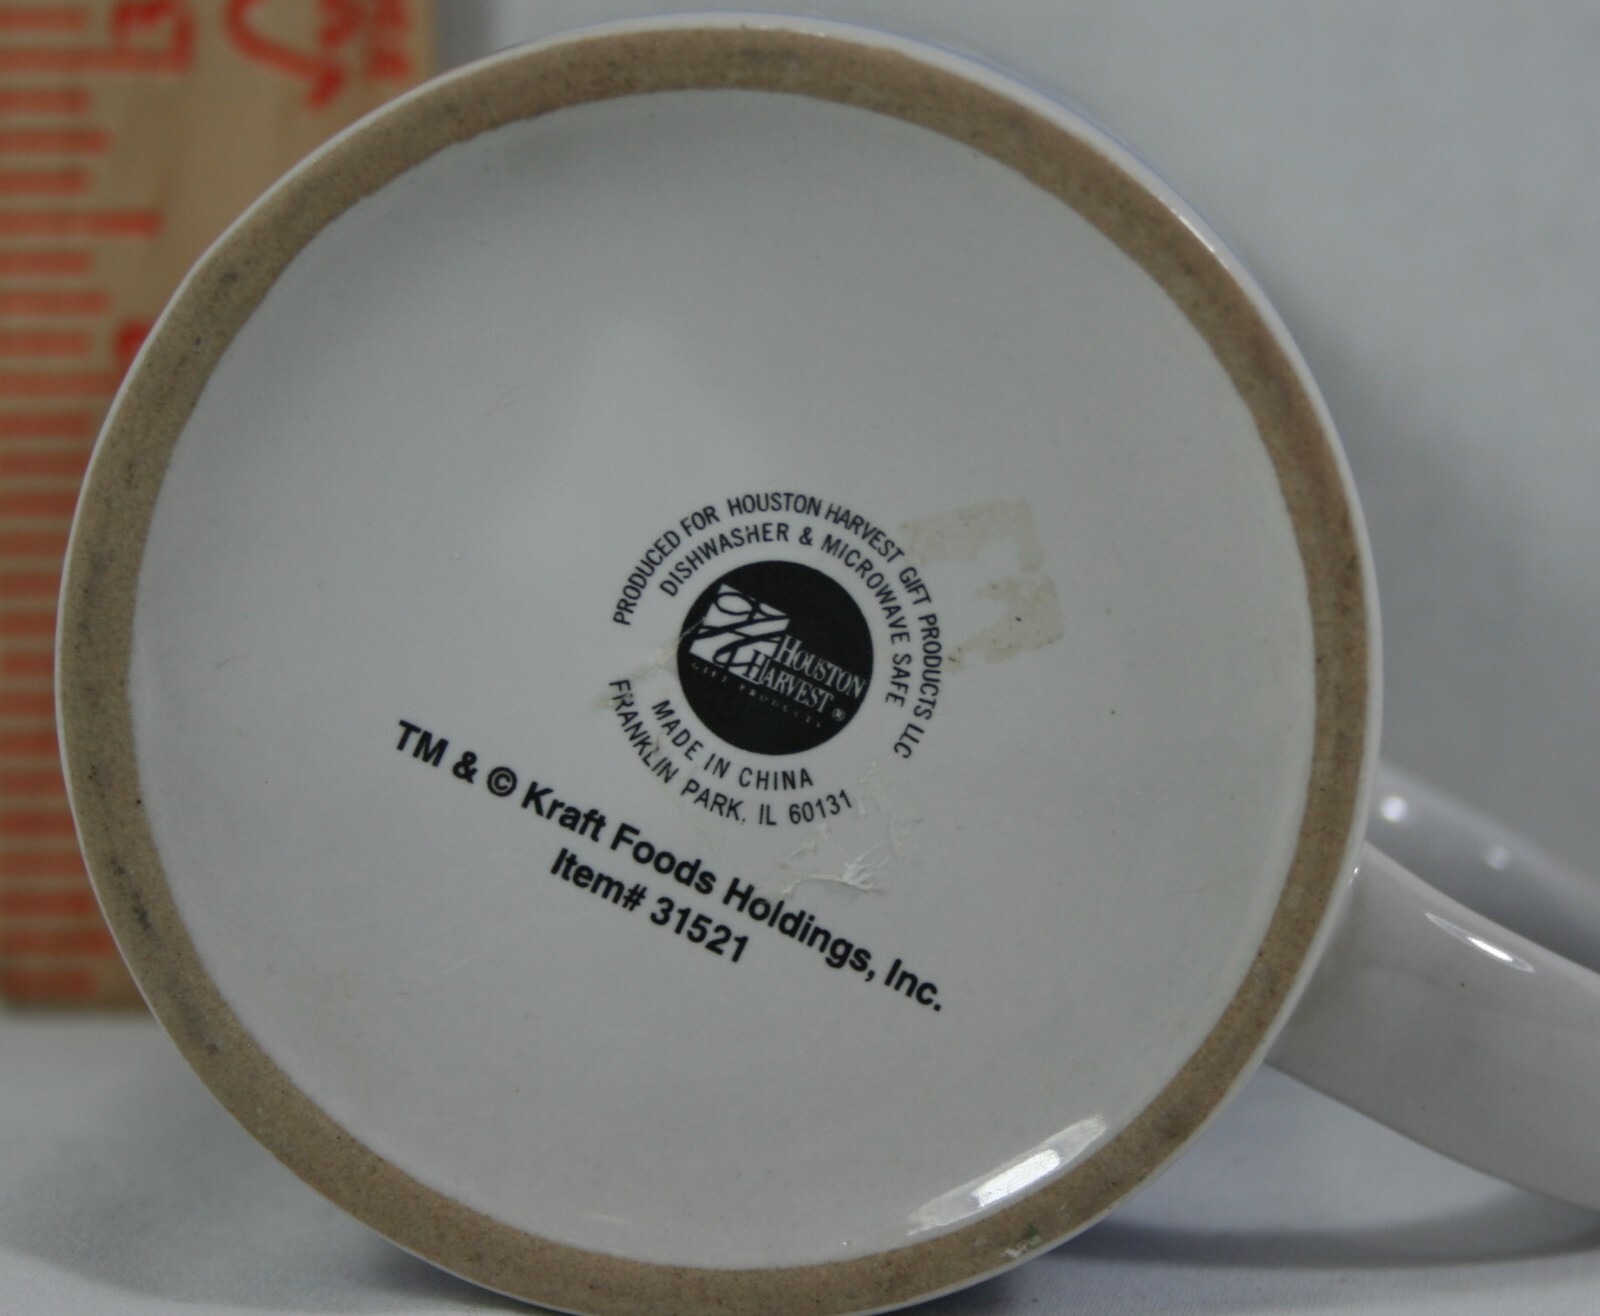 PRODUCED FOR HOUSTON HARVEST GIFT PRODUCTS LLC
DISHWASHER & MICROWAVE SAFE
HOUSTON
HARVEST ®
GIFT PRODUCTS
MADE IN CHINA
FRANKLIN PARK, IL 60131
TM & © Kraft Foods Holdings, Inc.
Item# 31521